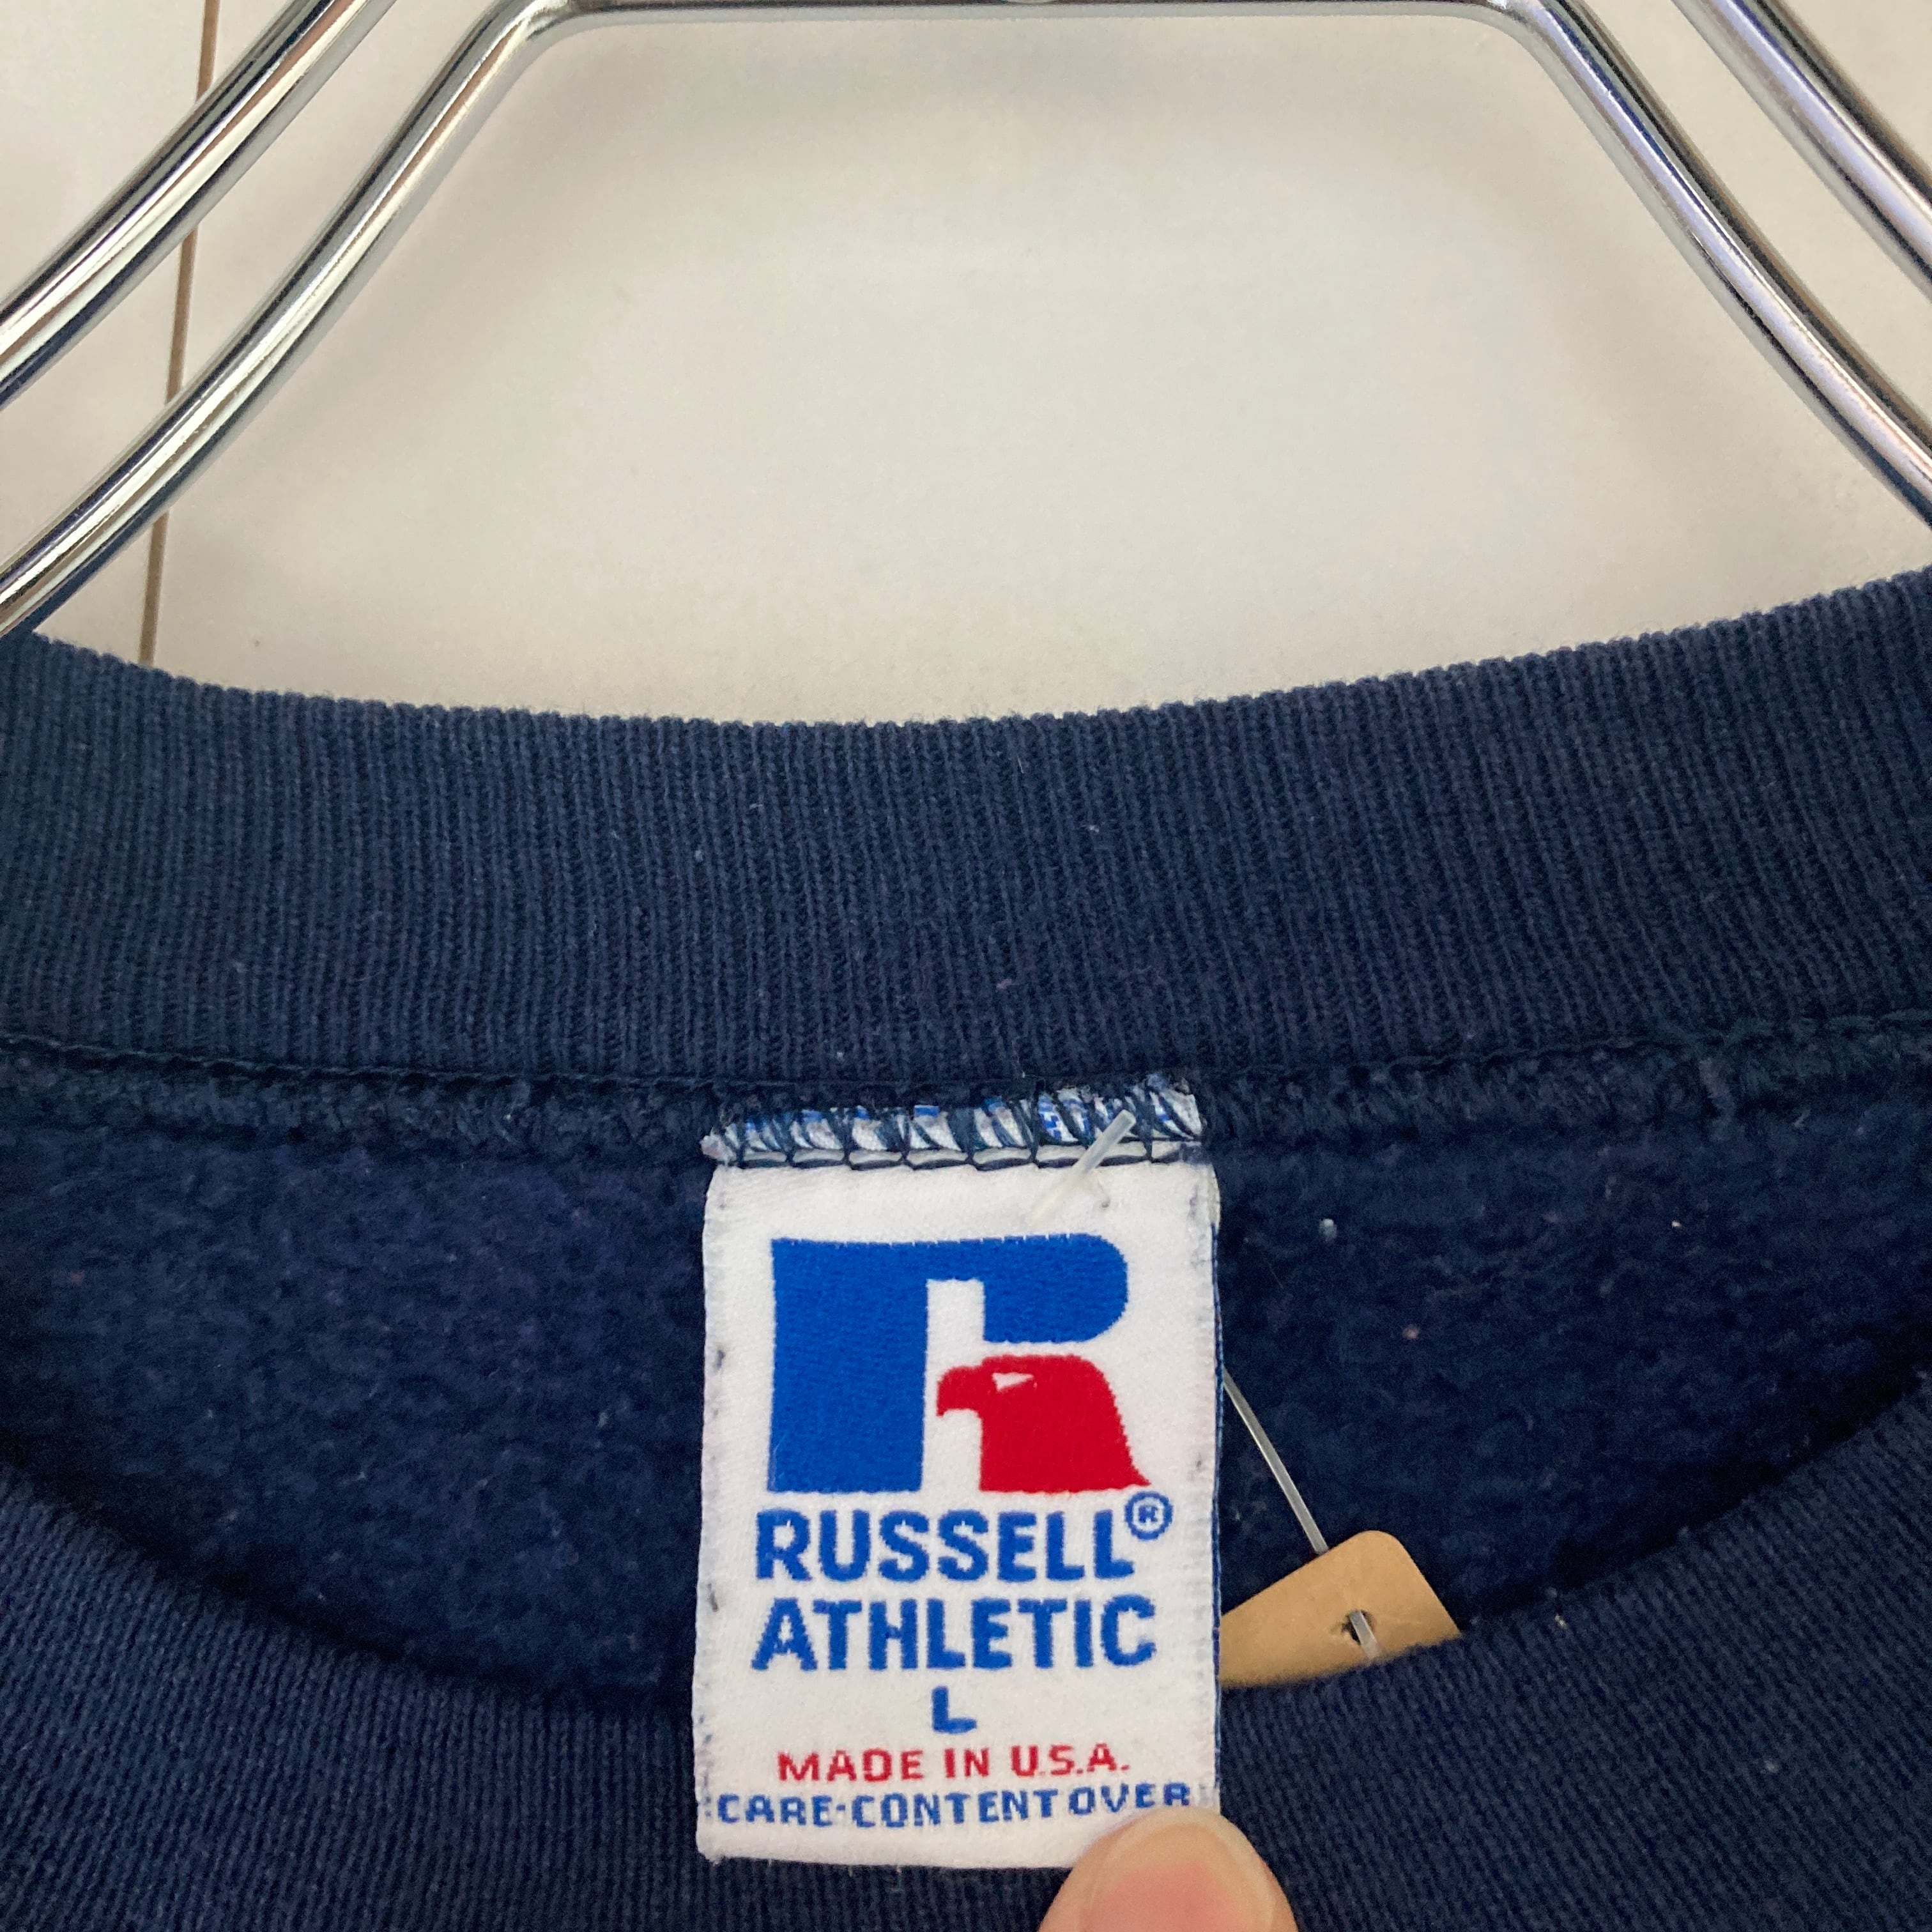 R
RUSSELL®
ATHLETIC
L
MADE IN U.S.A.
CARE-CONTENT OVER